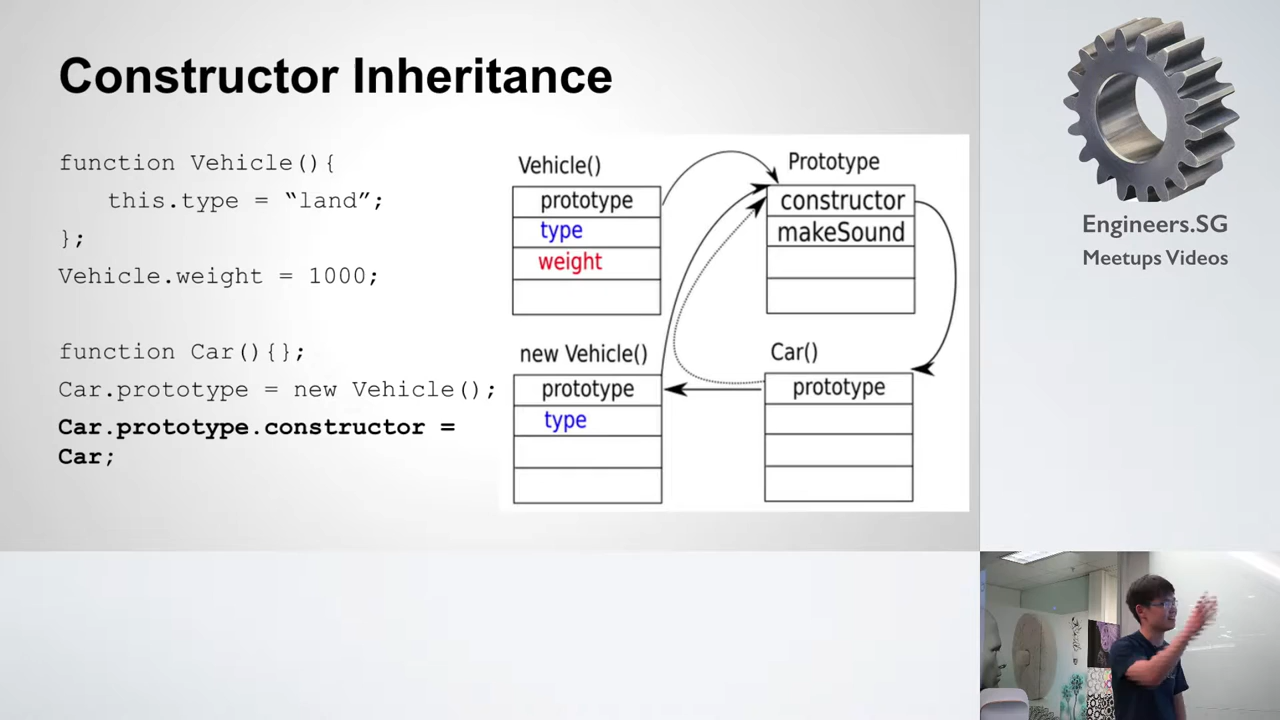 Constructor Inheritance
function Vehicle(){
this.type = “land”;
};
Vehicle.weight = 1000;
function Car(){};
Car.prototype = new Vehicle();
Car.prototype.constructor =
Car;
Vehicle()
prototype
type
weight
Prototype
constructor
makeSound
new Vehicle()
prototype
type
Car()
prototype
Engineers.SG
Meetups Videos